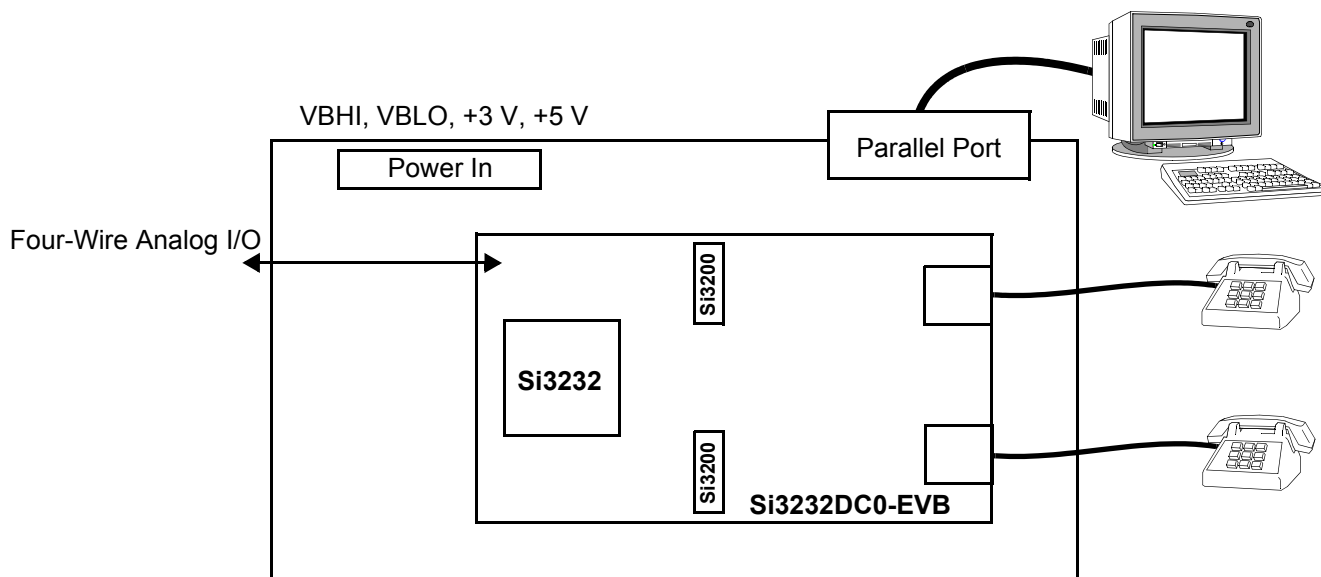 VBHI, VBLO, +3 V, +5 V
Parallel Port
Power In
Four-Wire Analog I/O
Si3200
Si3232
Si3200
Si3232DC0-EVB